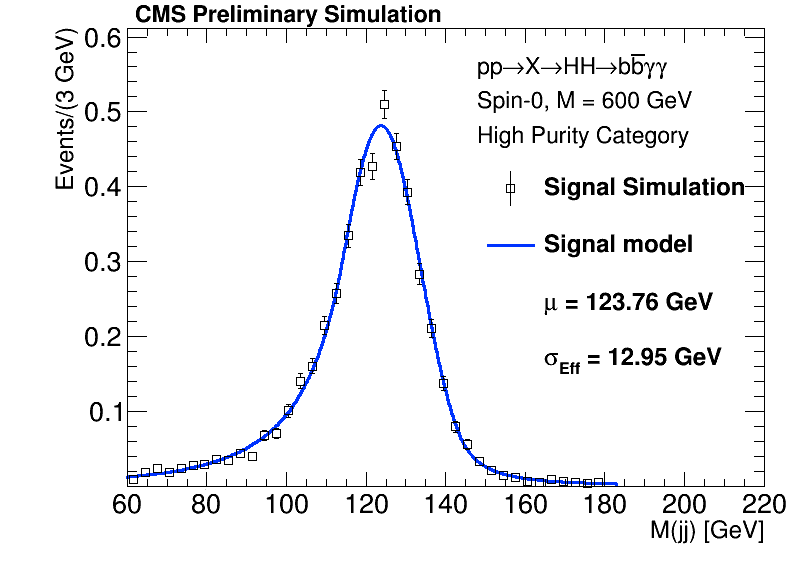 CMS Preliminary Simulation
Events/(3 GeV)
0.6
0.5
0.4
0.3
0.2
0.1
pp→X→HH→bb̅γγ
Spin-0, M = 600 GeV
High Purity Category
Signal Simulation
Signal model
μ = 123.76 GeV
σEff = 12.95 GeV
60 80 100 120 140 160 180 200 220
M(jj) [GeV]